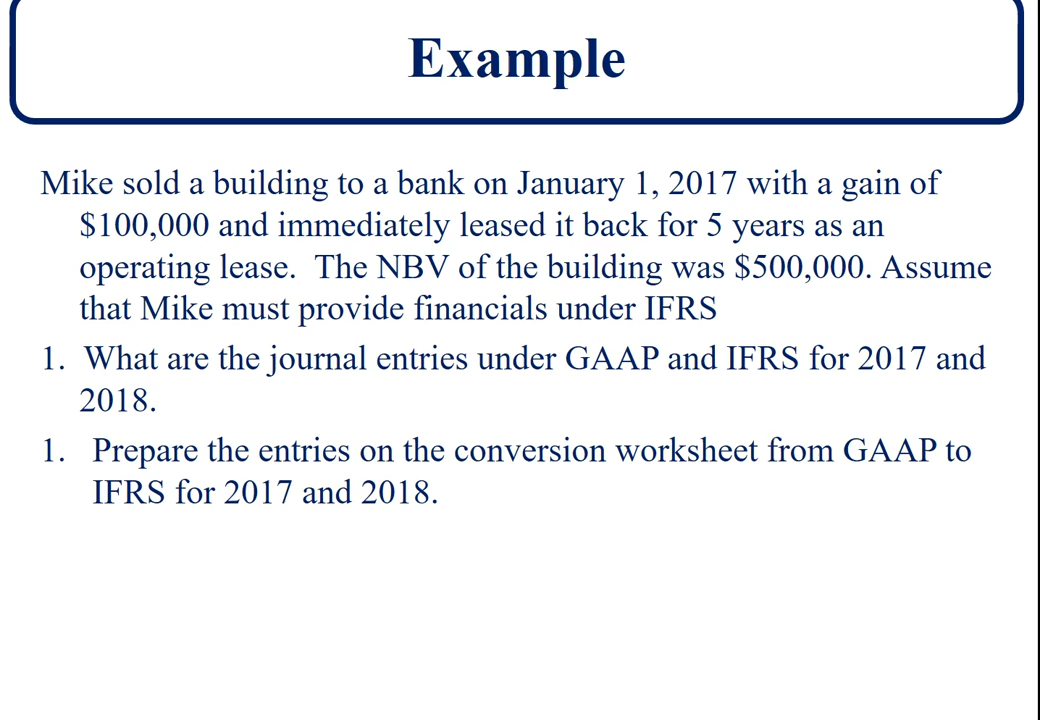 Example
Mike sold a building to a bank on January 1, 2017 with a gain of
$100,000 and immediately leased it back for 5 years as an
operating lease.  The NBV of the building was $500,000. Assume
that Mike must provide financials under IFRS
1.  What are the journal entries under GAAP and IFRS for 2017 and
2018.
1.   Prepare the entries on the conversion worksheet from GAAP to
IFRS for 2017 and 2018.